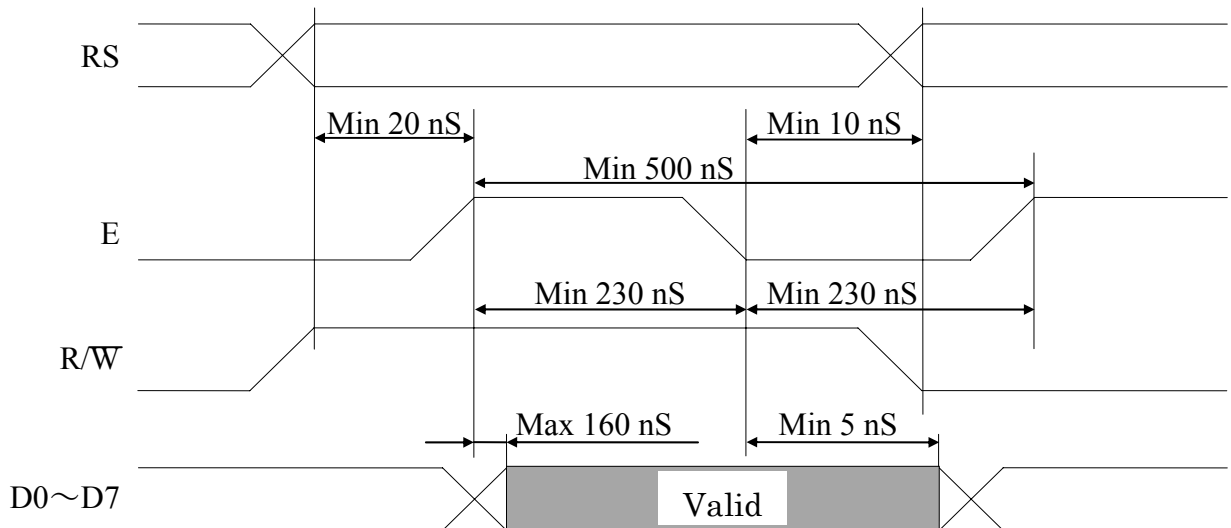 RS
Min 20 nS
Min 10 nS
Min 500 nS
E
Min 230 nS
Min 230 nS
R/W̅
Max 160 nS
Min 5 nS
D0～D7
Valid